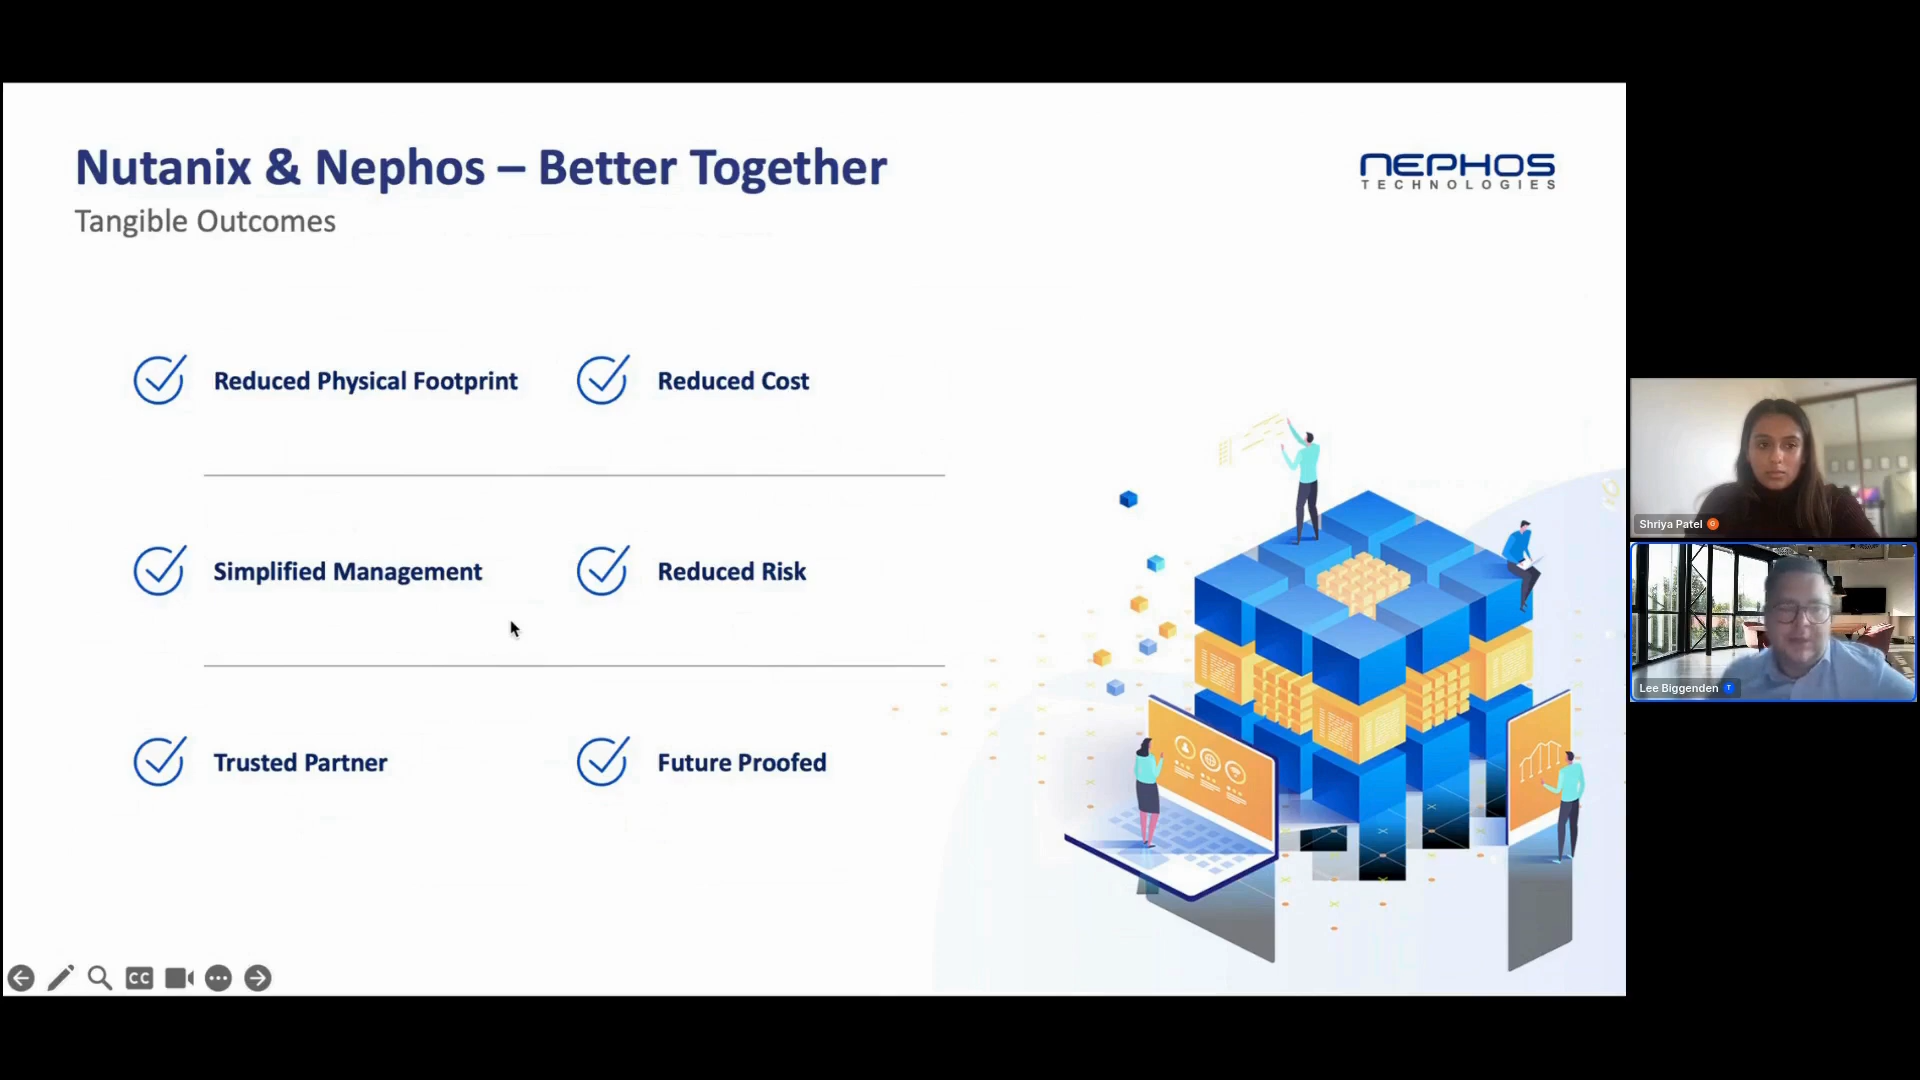 Nutanix & Nephos – Better Together
Tangible Outcomes
NEPHOS
TECHNOLOGIES
Reduced Physical Footprint
Reduced Cost
Simplified Management
Reduced Risk
Trusted Partner
Future Proofed
Shriya Patel
Lee Biggenden
CC